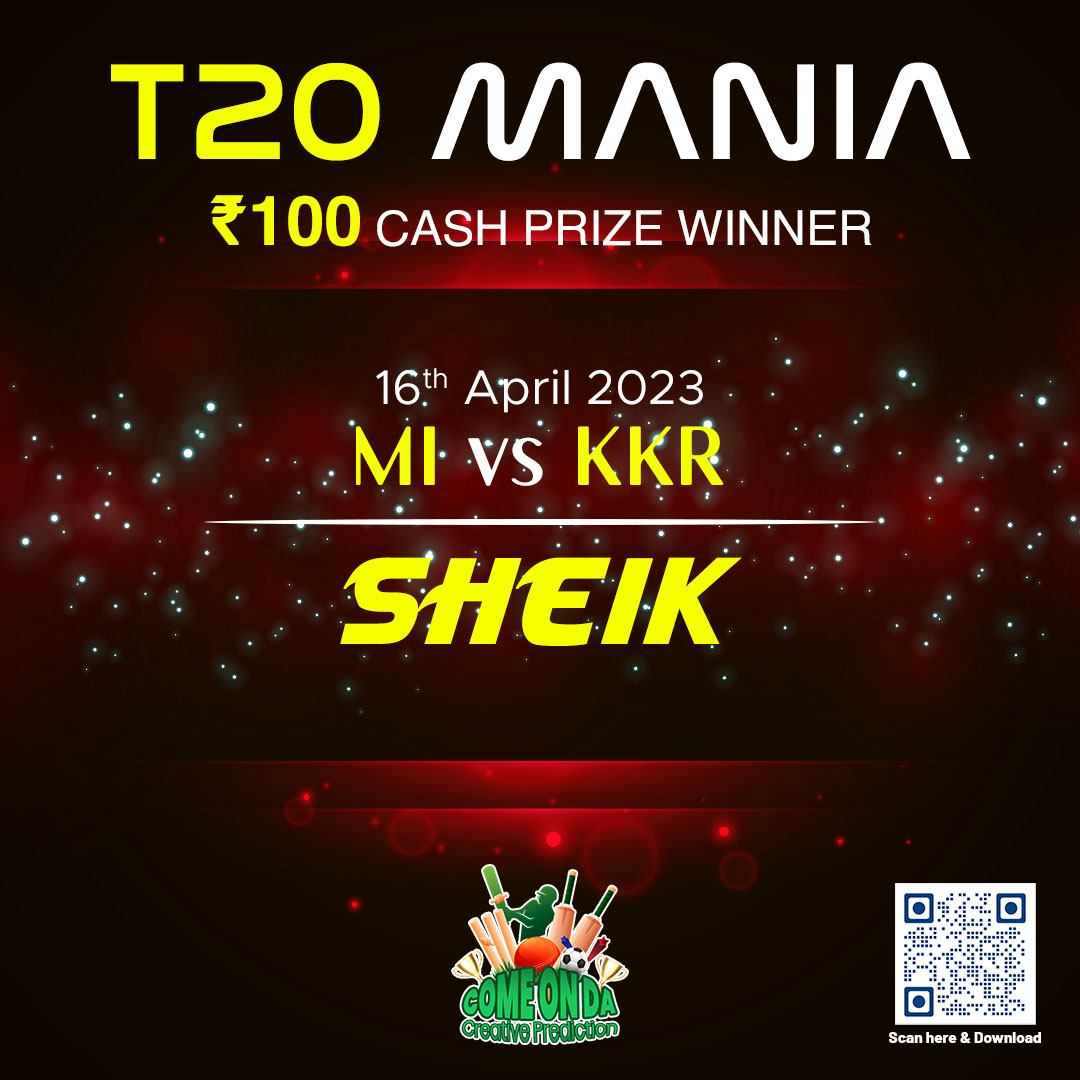 T20 MANIA
₹100 CASH PRIZE WINNER
16th April 2023
MI VS KKR
SHEIK
COME ON DA
Creative Prediction
Scan here & Download